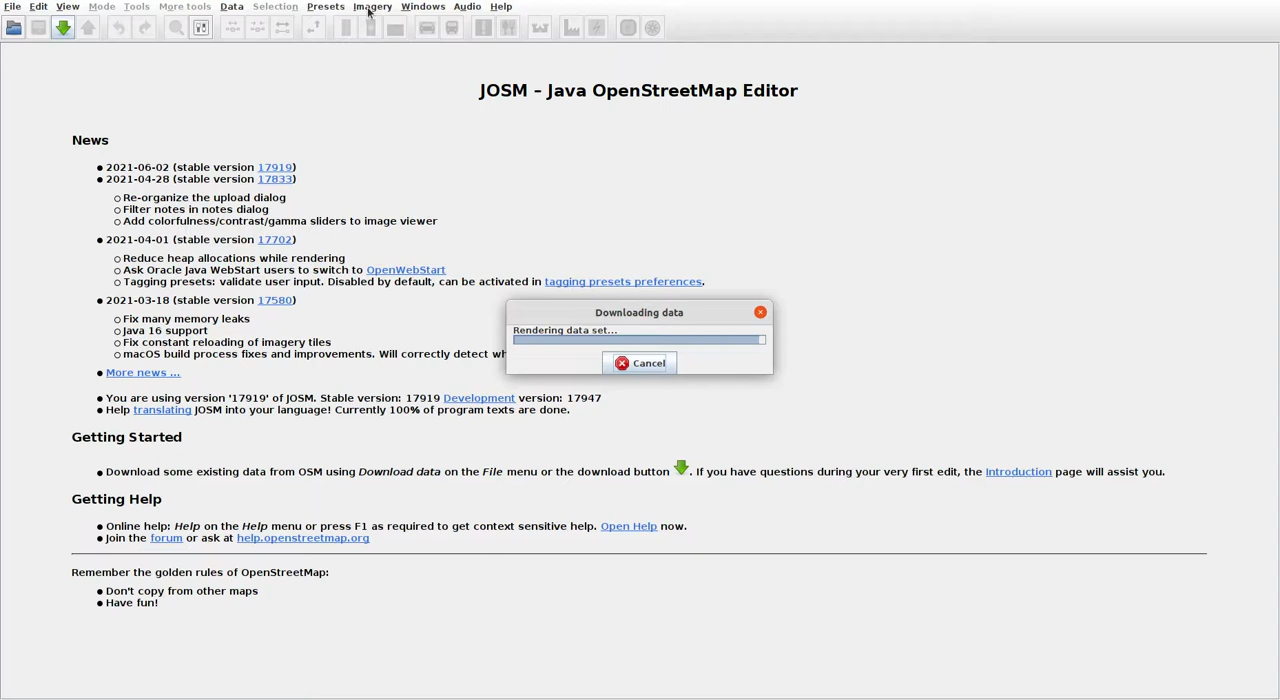 File Edit View Mode Tools More tools Data Selection Presets Imagery Windows Audio Help
JOSM – Java OpenStreetMap Editor
News
2021-06-02 (stable version 17919)
2021-04-28 (stable version 17833)
Re-organize the upload dialog
Filter notes in notes dialog
Add colorfulness/contrast/gamma sliders to image viewer
2021-04-01 (stable version 17702)
Reduce heap allocations while rendering
Ask Oracle Java WebStart users to switch to OpenWebStart
Tagging presets: validate user input. Disabled by default, can be activated in tagging presets preferences.
2021-03-18 (stable version 17580)
Fix many memory leaks
Java 16 support
Fix constant reloading of imagery tiles
macOS build process fixes and improvements. Will correctly detect
More news ...
Downloading data
Rendering data set...
Cancel
You are using version '17919' of JOSM. Stable version: 17919 Development version: 17947
Help translating JOSM into your language! Currently 100% of program texts are done.
Getting Started
Download some existing data from OSM using Download data on the File menu or the download button . If you have questions during your very first edit, the Introduction page will assist you.
Getting Help
Online help: Help on the Help menu or press F1 as required to get context sensitive help. Open Help now.
Join the forum or ask at help.openstreetmap.org
Remember the golden rules of OpenStreetMap:
Don't copy from other maps
Have fun!